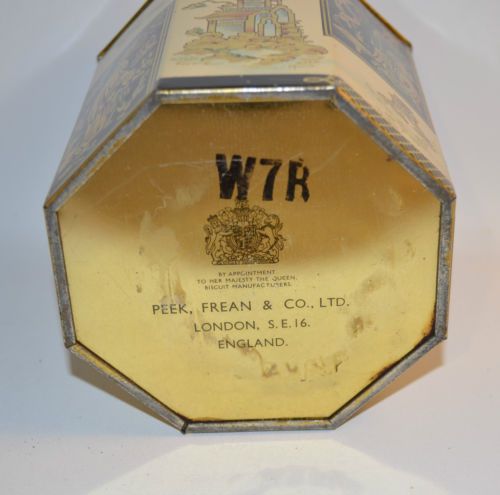 W7R
BY APPOINTMENT
TO HER MAJESTY THE QUEEN,
BISCUIT MANUFACTURERS
PEEK, FREAN & CO., LTD.
LONDON, S.E.16.
ENGLAND.